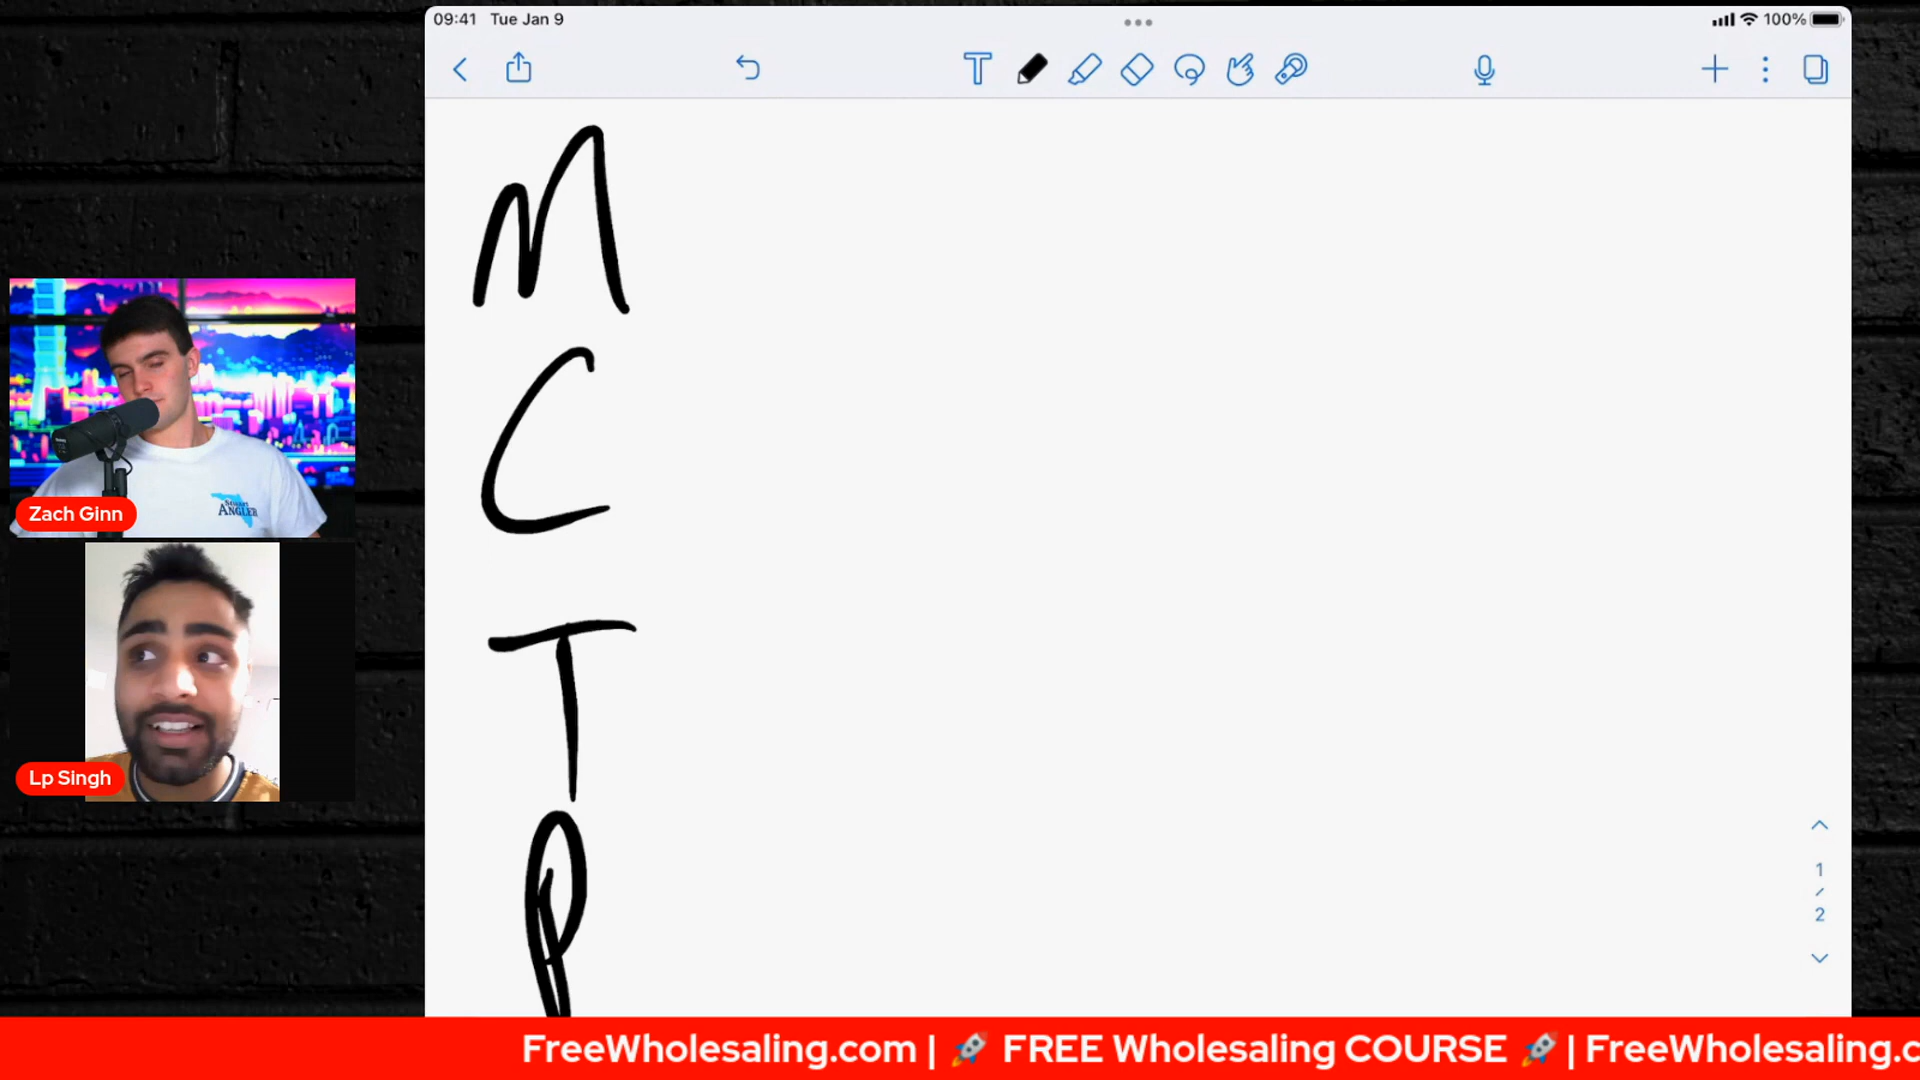 09:41 Tue Jan 9
100%
T
M
C
T
P
1
/
2
ANGLER
Zach Ginn
Lp Singh
FreeWholesaling.com | 🚀 FREE Wholesaling COURSE 🚀 | FreeWholesaling.c